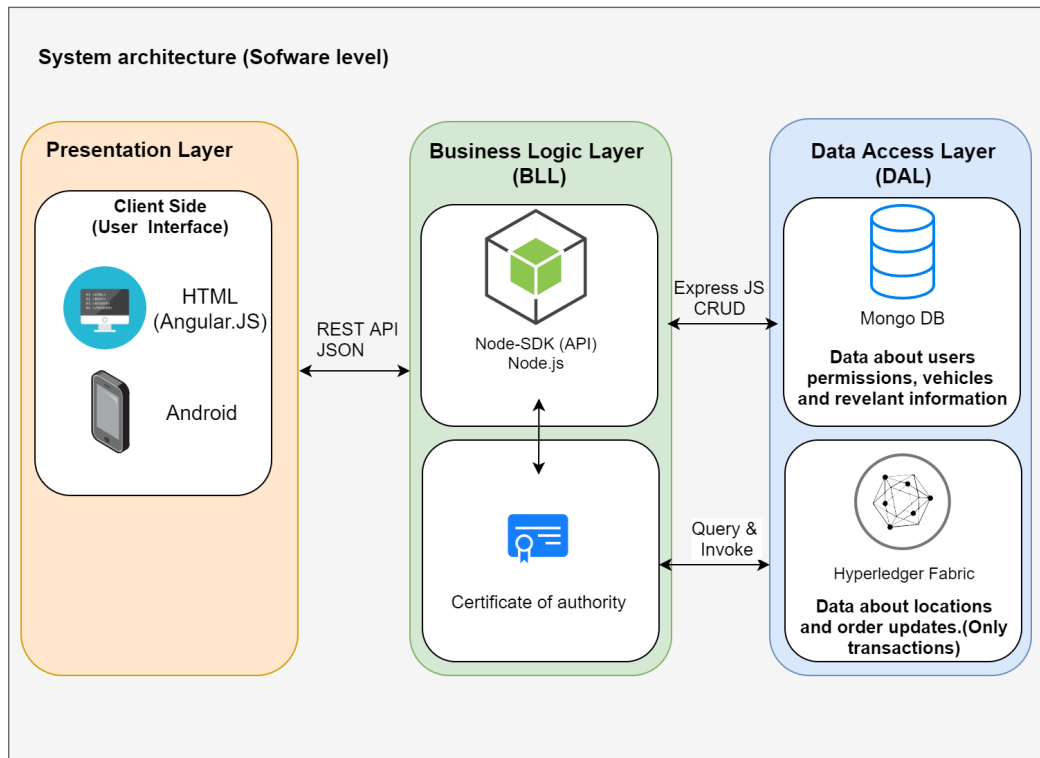 System architecture (Sofware level)
Presentation Layer
Client Side
(User Interface)
HTML
(Angular.JS)
Android
REST API
JSON
Business Logic Layer
(BLL)
Node-SDK (API)
Node.js
Certificate of authority
Express JS
CRUD
Query &
Invoke
Data Access Layer
(DAL)
Mongo DB
Data about users
permissions, vehicles
and revelant information
Hyperledger Fabric
Data about locations
and order updates.(Only
transactions)